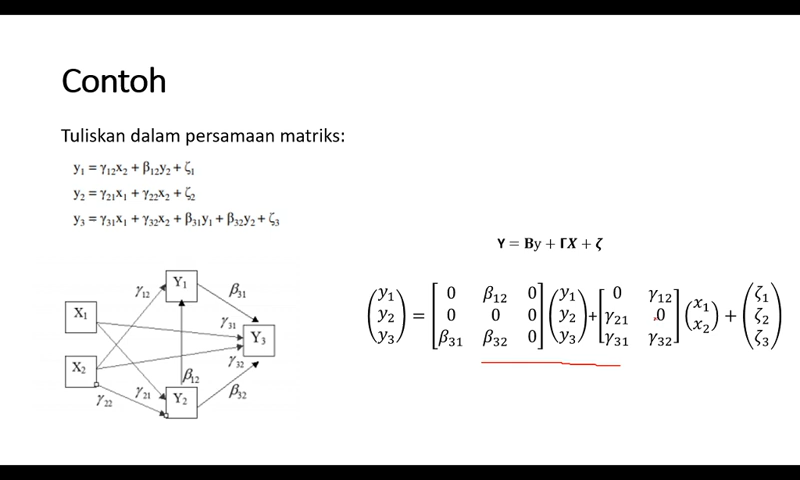 Contoh
Tuliskan dalam persamaan matriks:
y₁ = γ₁₂x₂ + β₁₂y₂ + ζ₁
y₂ = γ₂₁x₁ + γ₂₂x₂ + ζ₂
y₃ = γ₃₁x₁ + γ₃₂x₂ + β₃₁y₁ + β₃₂y₂ + ζ₃
Y = By + ΓX + ζ
Y₁
γ₁₂
β₃₁
X₁
γ₃₁
Y₃
X₂
γ₃₂
β₁₂
γ₂₂
γ₂₁
Y₂
β₃₂
(y₁ y₂ y₃) = [0 β₁₂ 0
0 0 0
β₃₁ β₃₂ 0] (y₁ y₂ y₃) + [0 γ₁₂
γ₂₁ 0
γ₃₁ γ₃₂] (x₁ x₂) + (ζ₁ ζ₂ ζ₃)